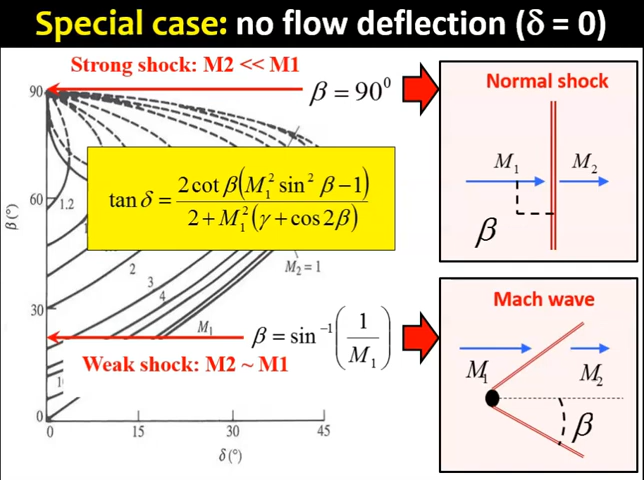 Special case: no flow deflection (δ = 0)
Strong shock: M2 << M1
β = 90⁰
90
60
30
0
β(°)
1.2
2
3
4
M₁
M₂ = 1
tan δ = 2cot β(M₁² sin² β − 1) / 2 + M₁²(γ + cos 2β)
β = sin⁻¹(1/M₁)
Weak shock: M2 ~ M1
0
15
30
45
δ(°)
Normal shock
M₁
M₂
β
Mach wave
M₁
M₂
β